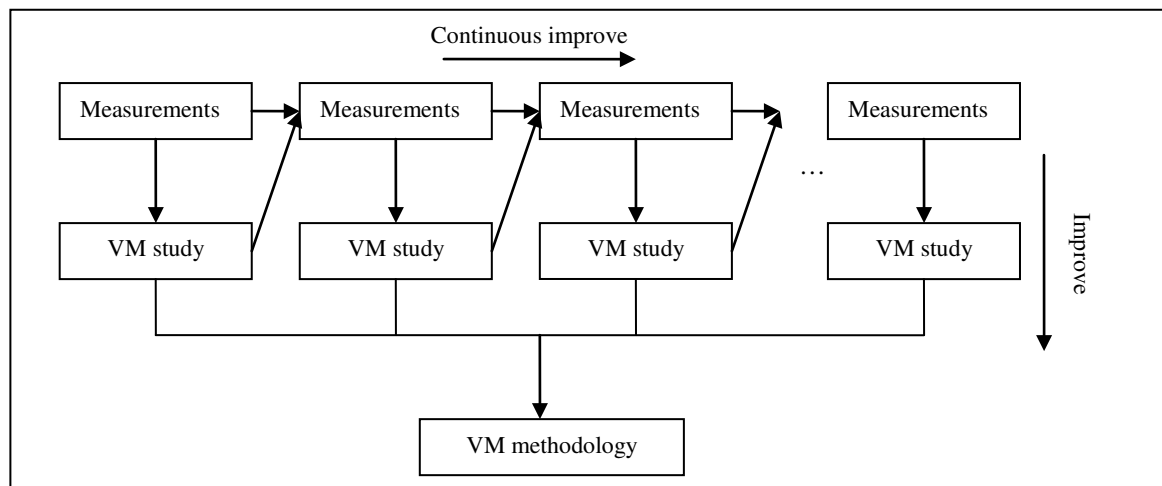 Continuous improve
Measurements Measurements Measurements Measurements
…
VM study VM study VM study VM study
Improve
VM methodology